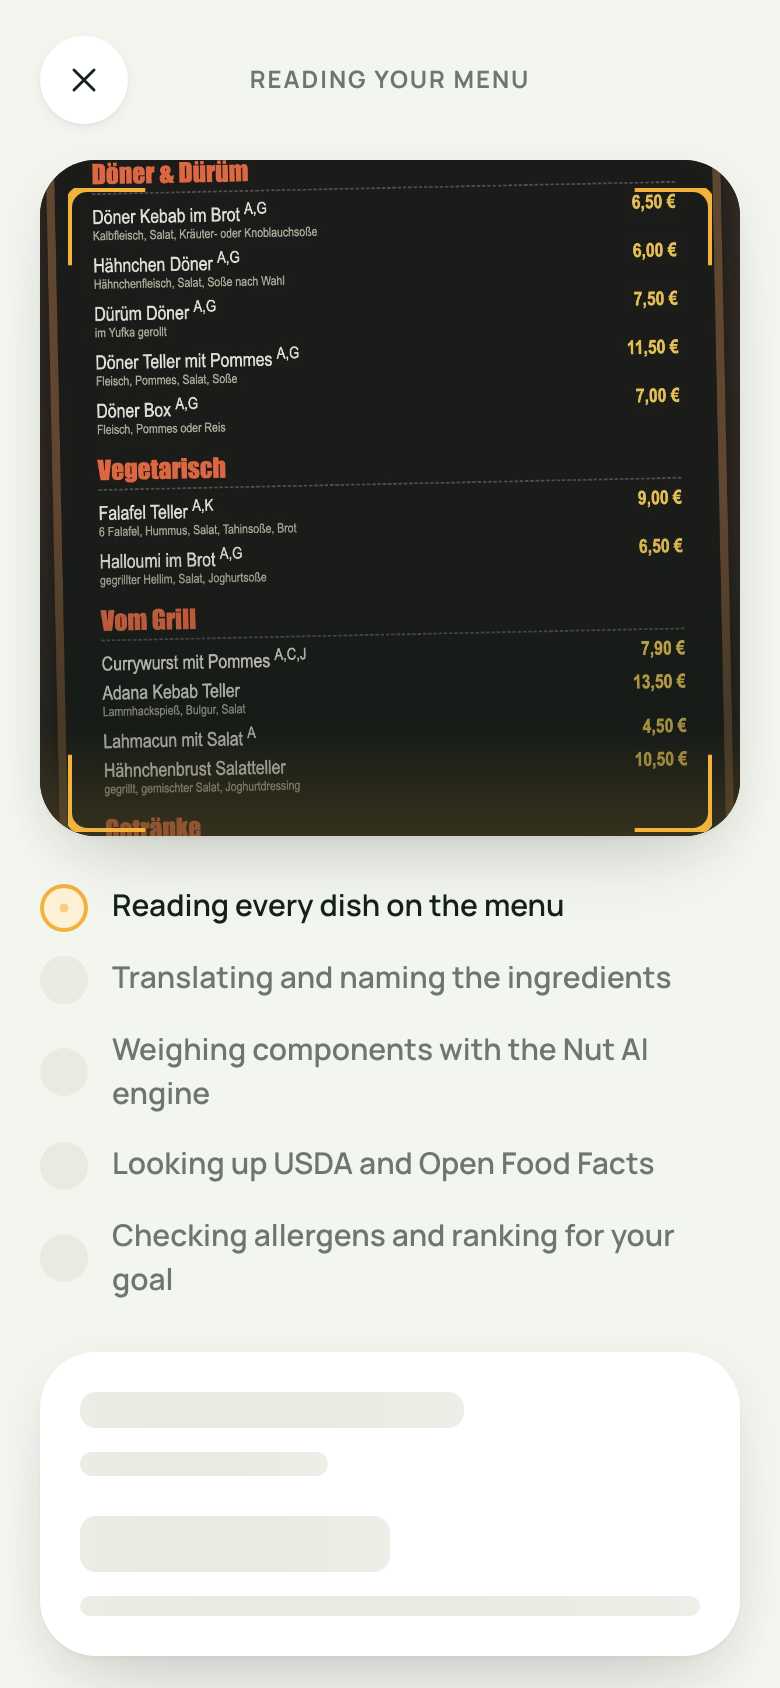 READING YOUR MENU
Döner & Dürüm
Döner Kebab im Brot A,G 6,50 €
Kalbfleisch, Salat, Kräuter- oder Knoblauchsoße
Hähnchen Döner A,G 6,00 €
Hähnchenfleisch, Salat, Soße nach Wahl
Dürüm Döner A,G 7,50 €
im Yufka gerollt
Döner Teller mit Pommes A,G 11,50 €
Fleisch, Pommes, Salat, Soße
Döner Box A,G 7,00 €
Fleisch, Pommes oder Reis
Vegetarisch
Falafel Teller A,K 9,00 €
6 Falafel, Hummus, Salat, Tahinsoße, Brot
Halloumi im Brot A,G 6,50 €
gegrillter Hellim, Salat, Joghurtsoße
Vom Grill
Currywurst mit Pommes A,C,J 7,90 €
Adana Kebab Teller 13,50 €
Lammhackspieß, Bulgur, Salat
Lahmacun mit Salat A 4,50 €
Hähnchenbrust Salatteller 10,50 €
gegrillt, gemischter Salat, Joghurtdressing
Getränke
Reading every dish on the menu
Translating and naming the ingredients
Weighing components with the Nut AI
engine
Looking up USDA and Open Food Facts
Checking allergens and ranking for your
goal